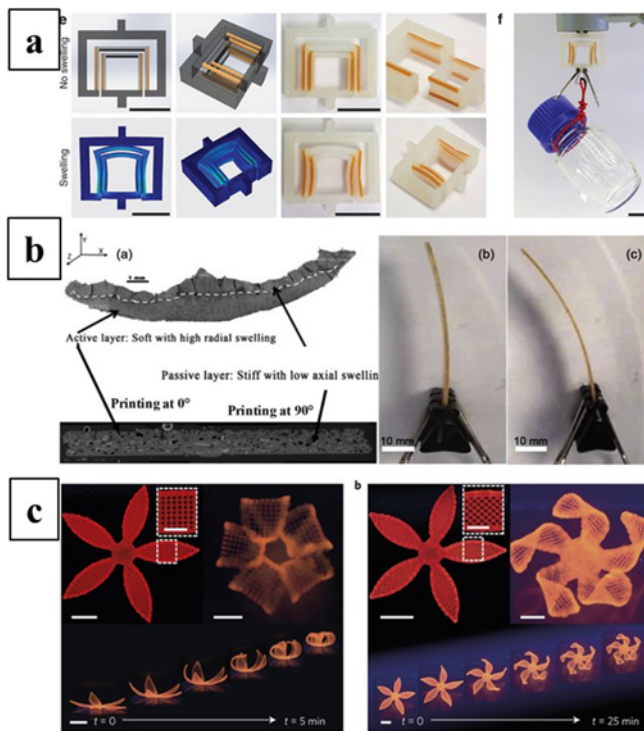 a
e
f
No swelling
Swelling
b
Y
Z
X
(a)
1 mm
Active layer: Soft with high radial swelling
Passive layer: Stiff with low axial swellin
Printing at 0°
Printing at 90°
(b)
(c)
10 mm
10 mm
c
b
t = 0
t = 5 min
t = 0
t = 25 min